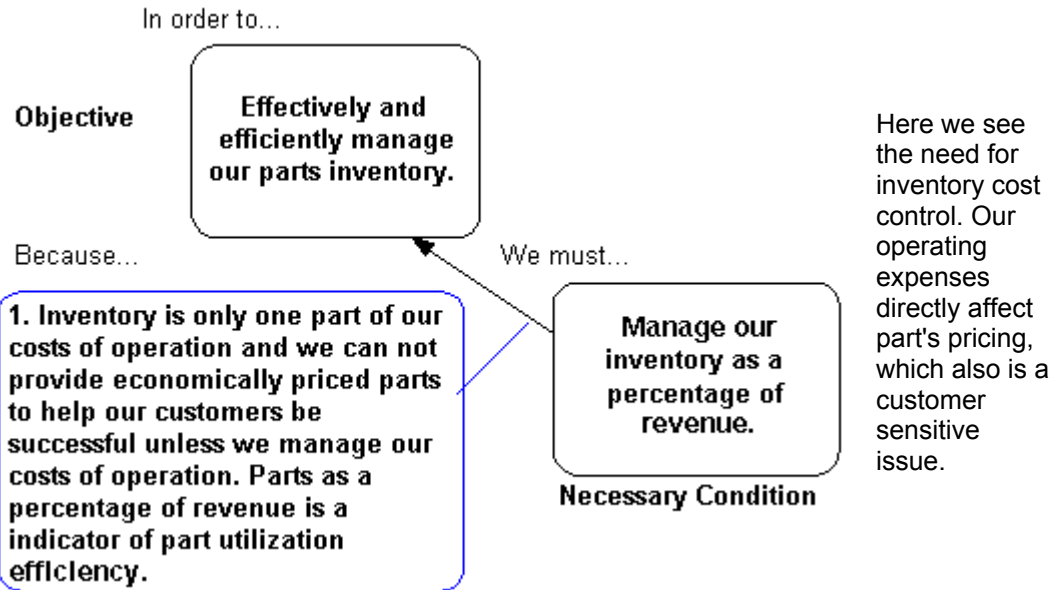 In order to...
Objective
Effectively and
efficiently manage
our parts inventory.
Because...
We must...
1. Inventory is only one part of our
costs of operation and we can not
provide economically priced parts
to help our customers be
successful unless we manage our
costs of operation. Parts as a
percentage of revenue is a
indicator of part utilization
efficiency.
Manage our
inventory as a
percentage of
revenue.
Necessary Condition
Here we see
the need for
inventory cost
control. Our
operating
expenses
directly affect
part's pricing,
which also is a
customer
sensitive
issue.